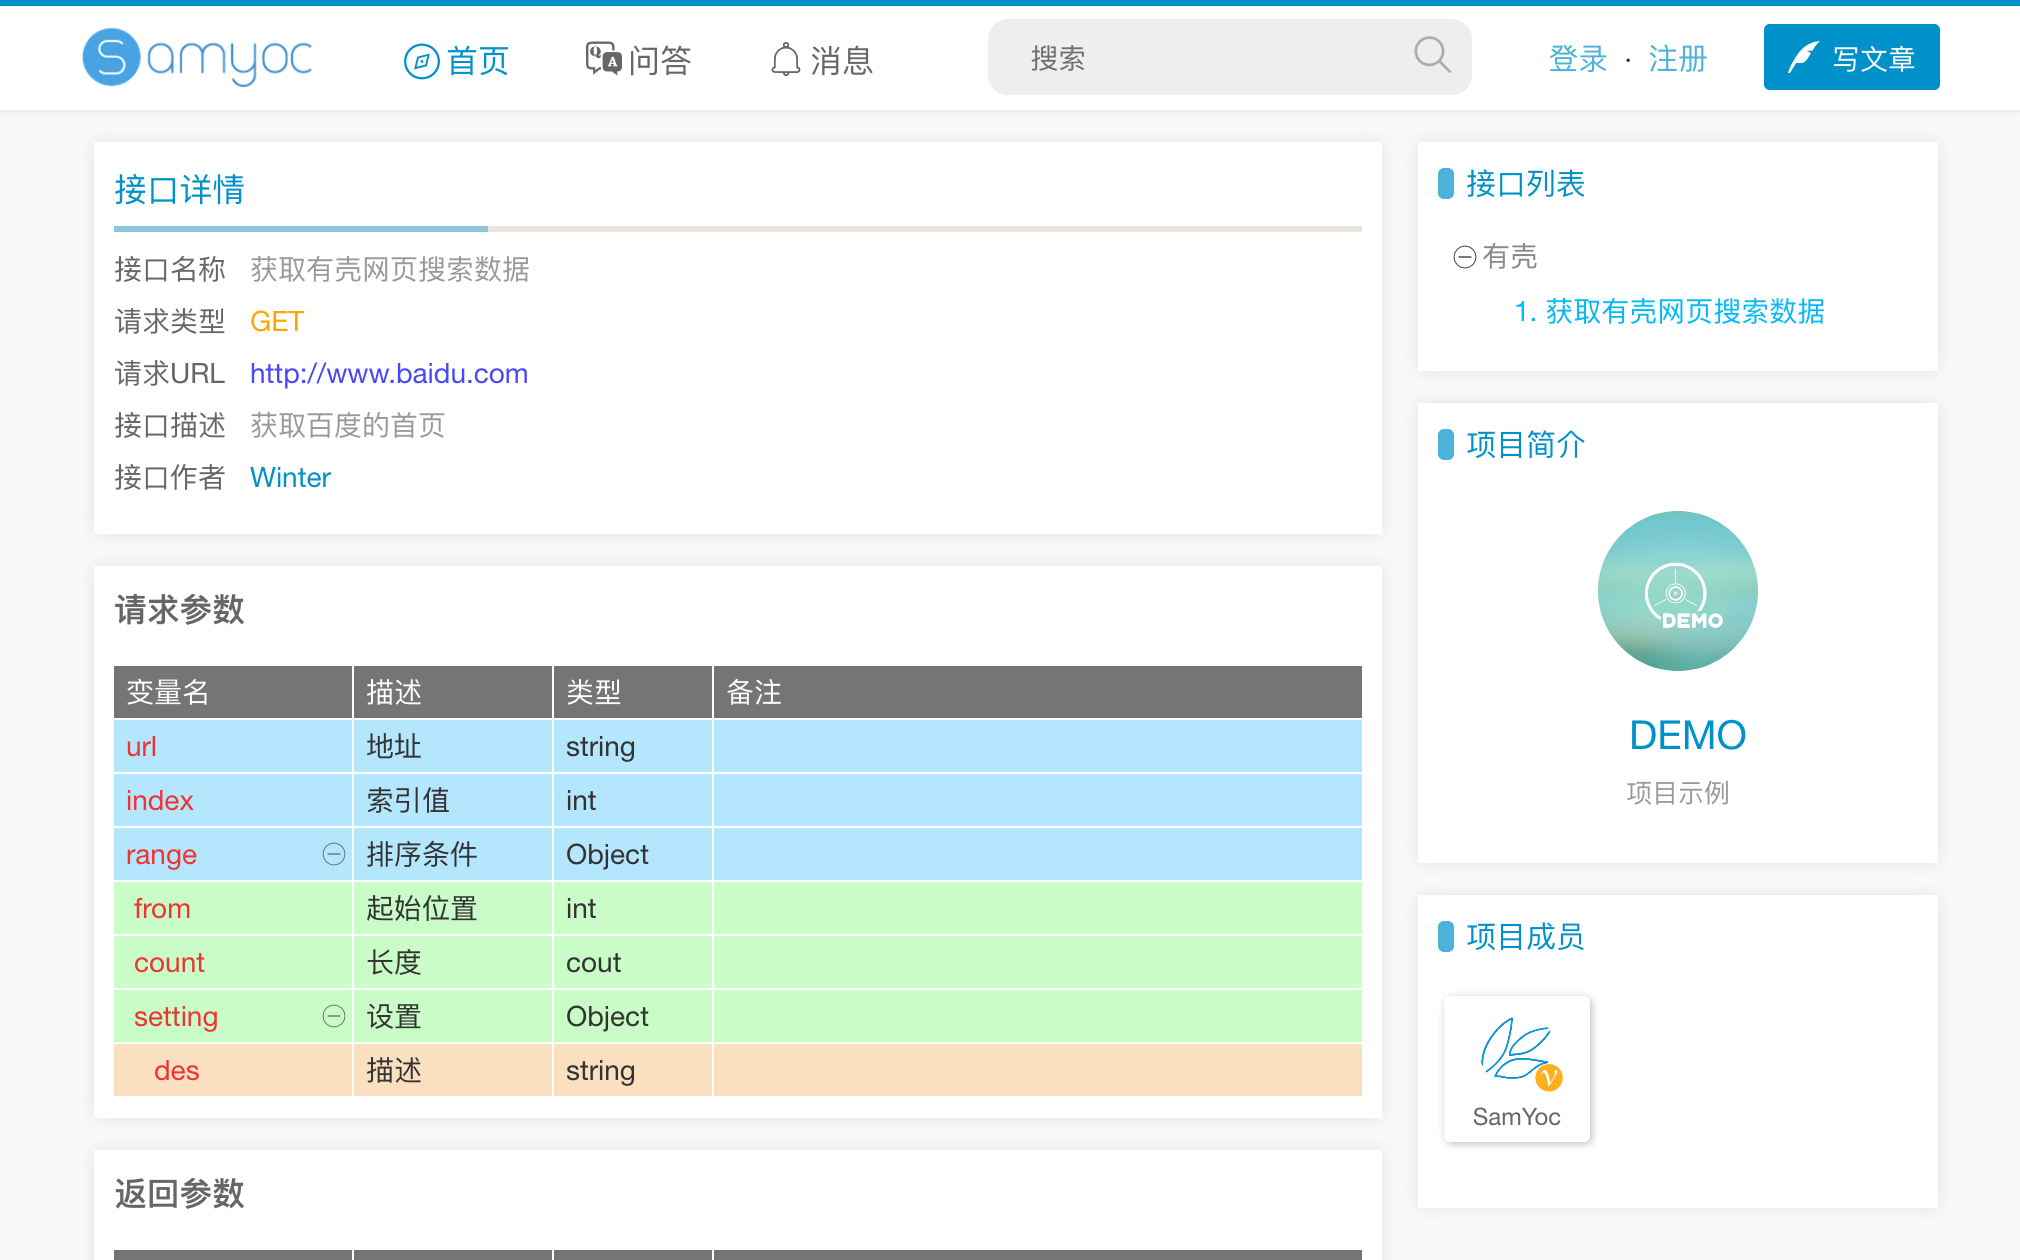 Samyoc
首页
问答
消息
搜索
登录 · 注册
写文章
接口详情
接口名称 获取有壳网页搜索数据
请求类型 GET
请求URL http://www.baidu.com
接口描述 获取百度的首页
接口作者 Winter
请求参数
变量名 描述 类型 备注
url 地址 string
index 索引值 int
range 排序条件 Object
from 起始位置 int
count 长度 cout
setting 设置 Object
des 描述 string
返回参数
接口列表
有壳
1. 获取有壳网页搜索数据
项目简介
DEMO
DEMO
项目示例
项目成员
SamYoc